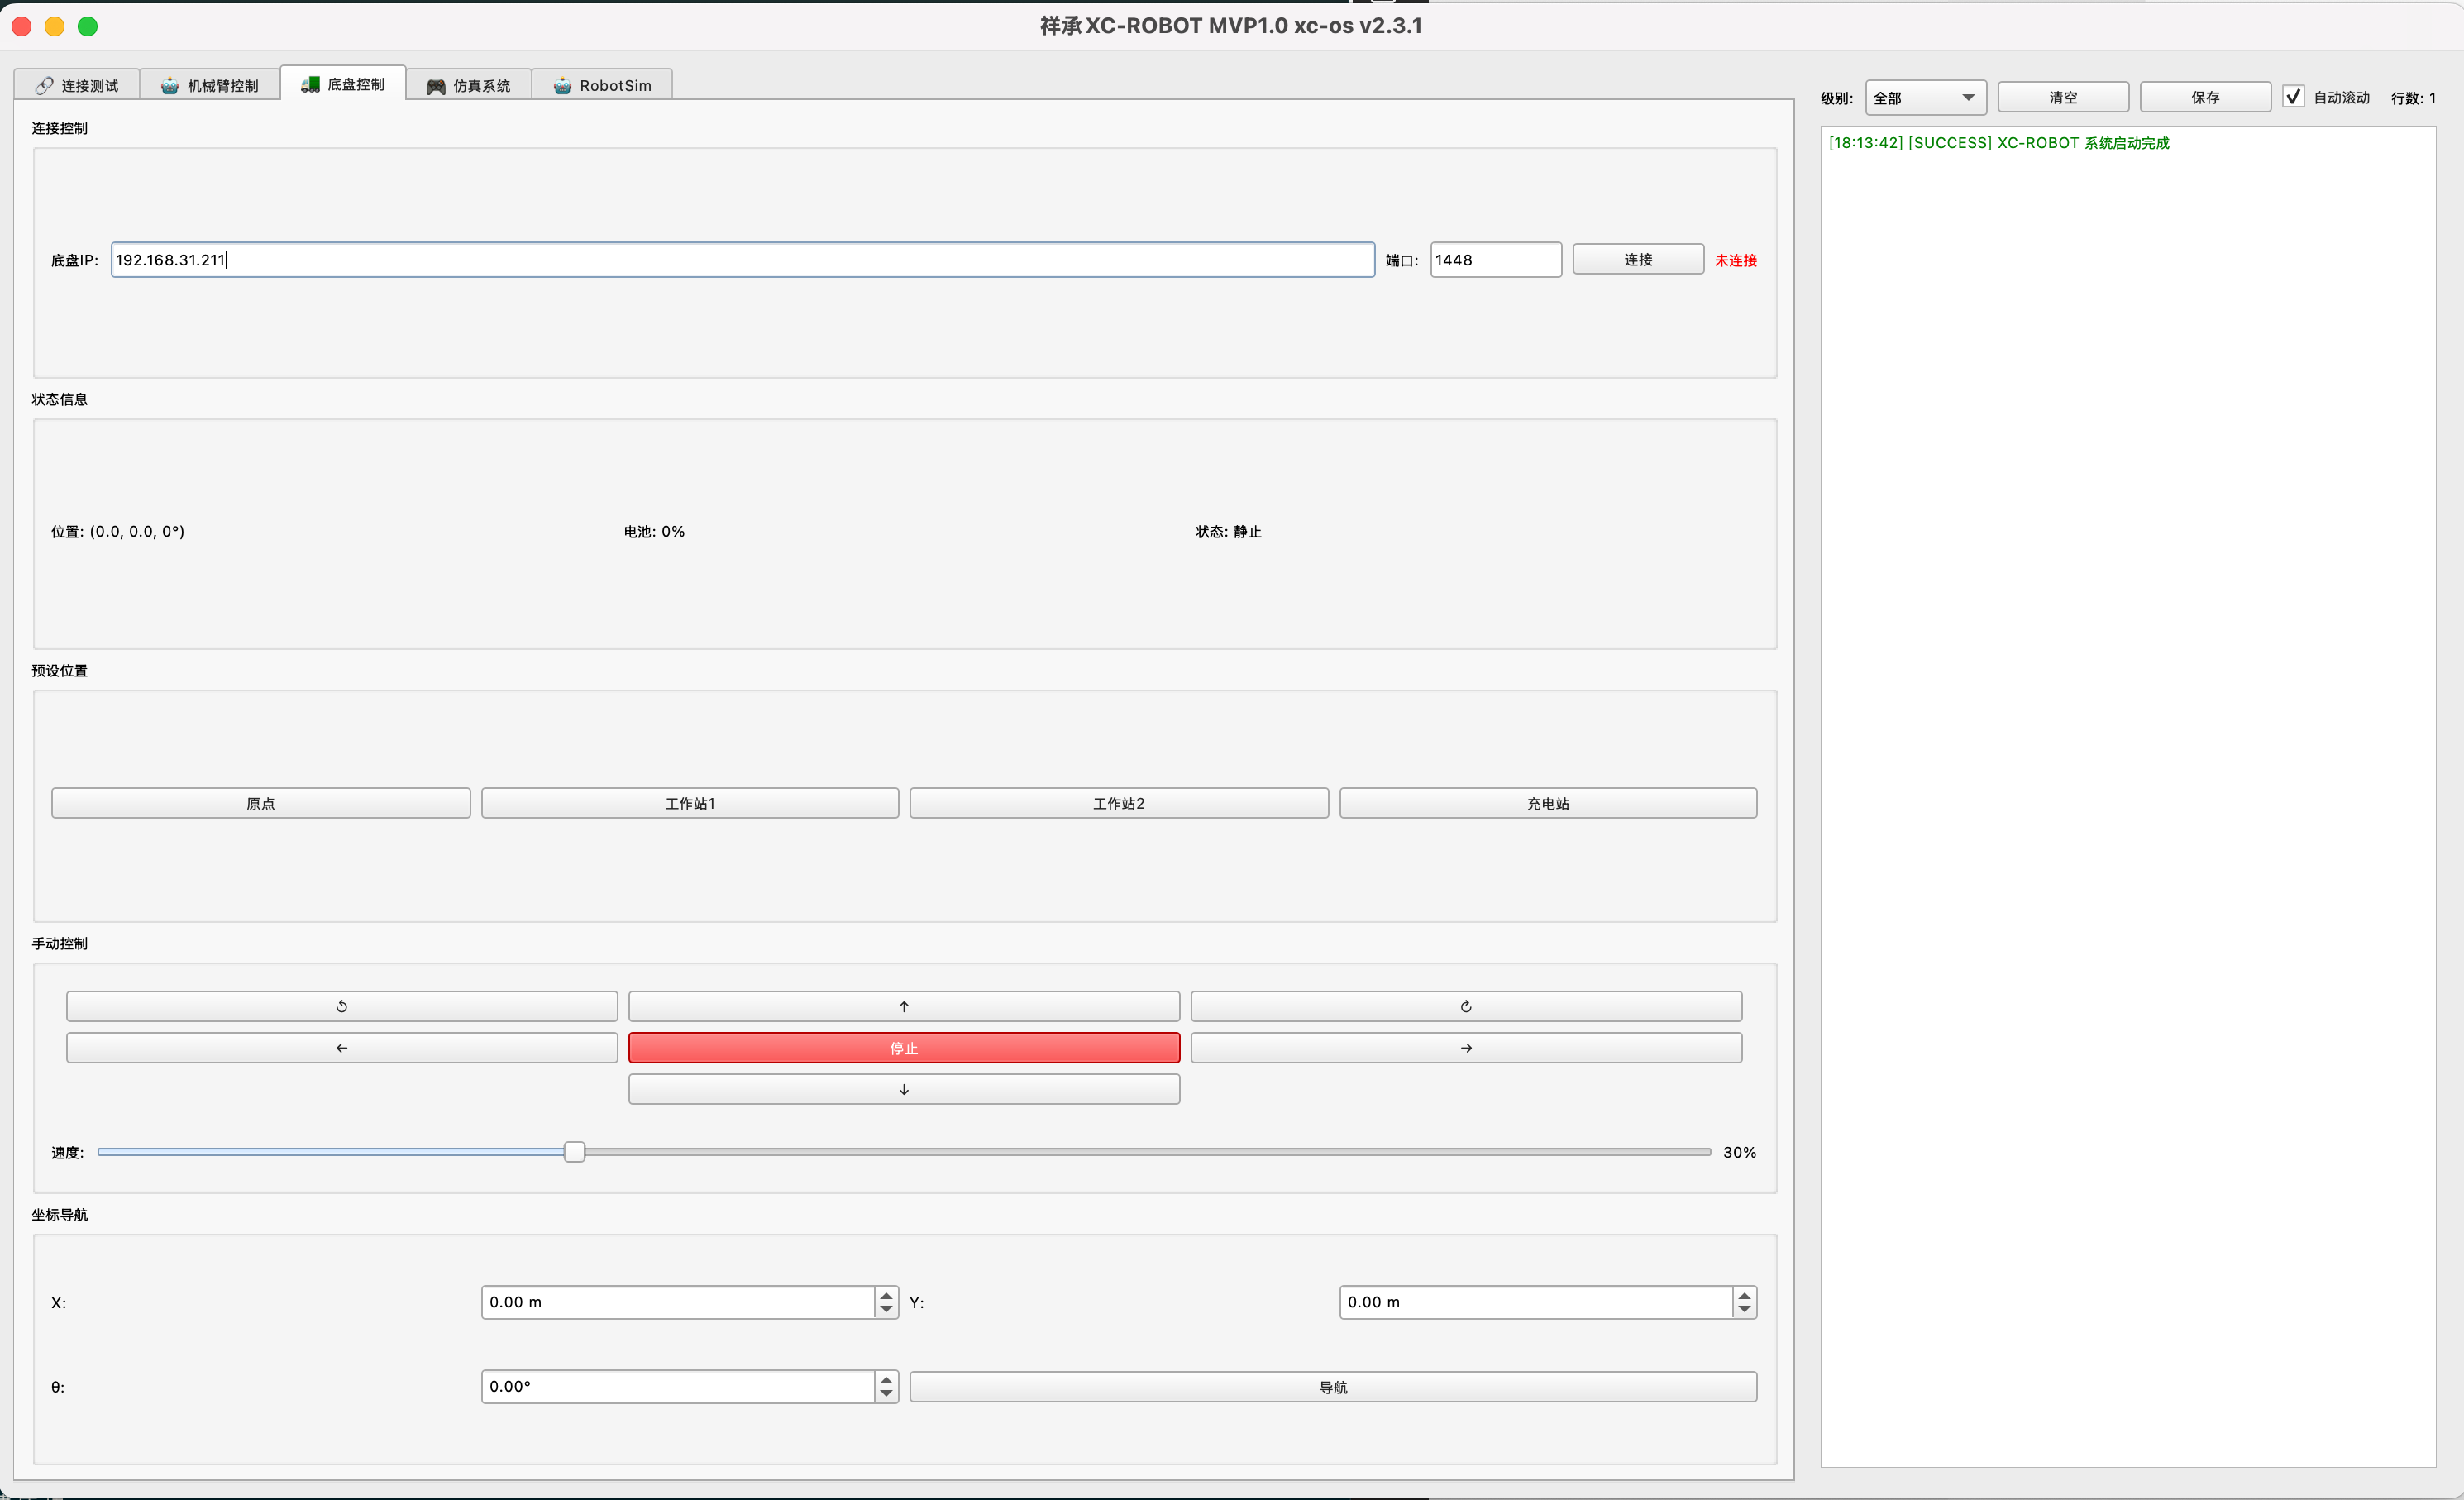 祥承 XC-ROBOT MVP1.0 xc-os v2.3.1
连接测试 机械臂控制 底盘控制 仿真系统 RobotSim
级别: 全部 清空 保存 自动滚动 行数: 1
[18:13:42] [SUCCESS] XC-ROBOT 系统启动完成
连接控制
底盘IP: 192.168.31.211 端口: 1448 连接 未连接
状态信息
位置: (0.0, 0.0, 0°) 电池: 0% 状态: 静止
预设位置
原点 工作站1 工作站2 充电站
手动控制
↺ ↑ ↻
← 停止 →
↓
速度: 30%
坐标导航
X: 0.00 m Y: 0.00 m
θ: 0.00° 导航